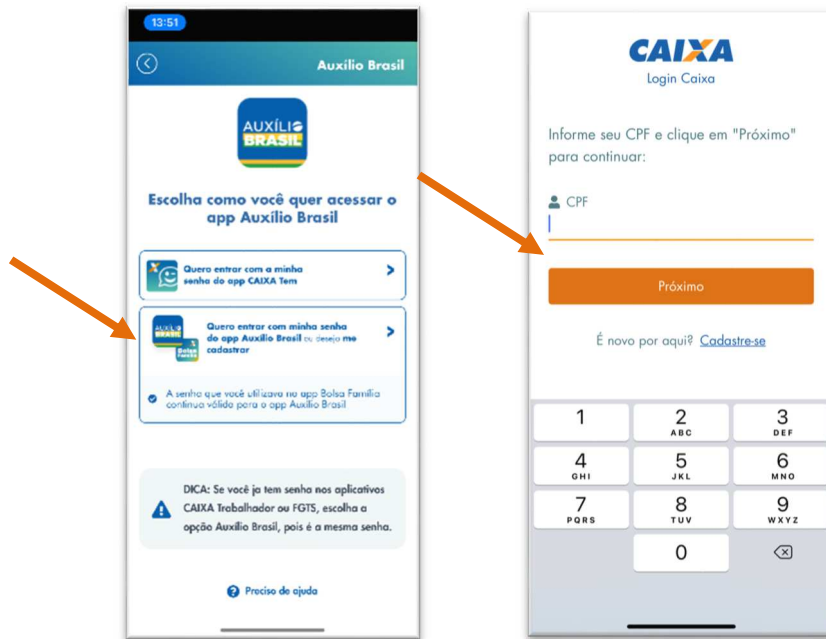 13:51
Auxílio Brasil
AUXÍLIO
BRASIL
Escolha como você quer acessar o
app Auxílio Brasil
Quero entrar com a minha
senha do app CAIXA Tem
AUXÍLIO
BRASIL
Bolsa
Família
Quero entrar com minha senha
do app Auxílio Brasil ou desejo me
cadastrar
A senha que você utilizava no app Bolsa Família
continua válida para o app Auxílio Brasil
DICA: Se você ja tem senha nos aplicativos
CAIXA Trabalhador ou FGTS, escolha a
opção Auxílio Brasil, pois é a mesma senha.
Preciso de ajuda
CAIXA
Login Caixa
Informe seu CPF e clique em "Próximo"
para continuar:
CPF
Próximo
É novo por aqui? Cadastre-se
1 2 3
ABC DEF
4 5 6
GHI JKL MNO
7 8 9
PQRS TUV WXYZ
0